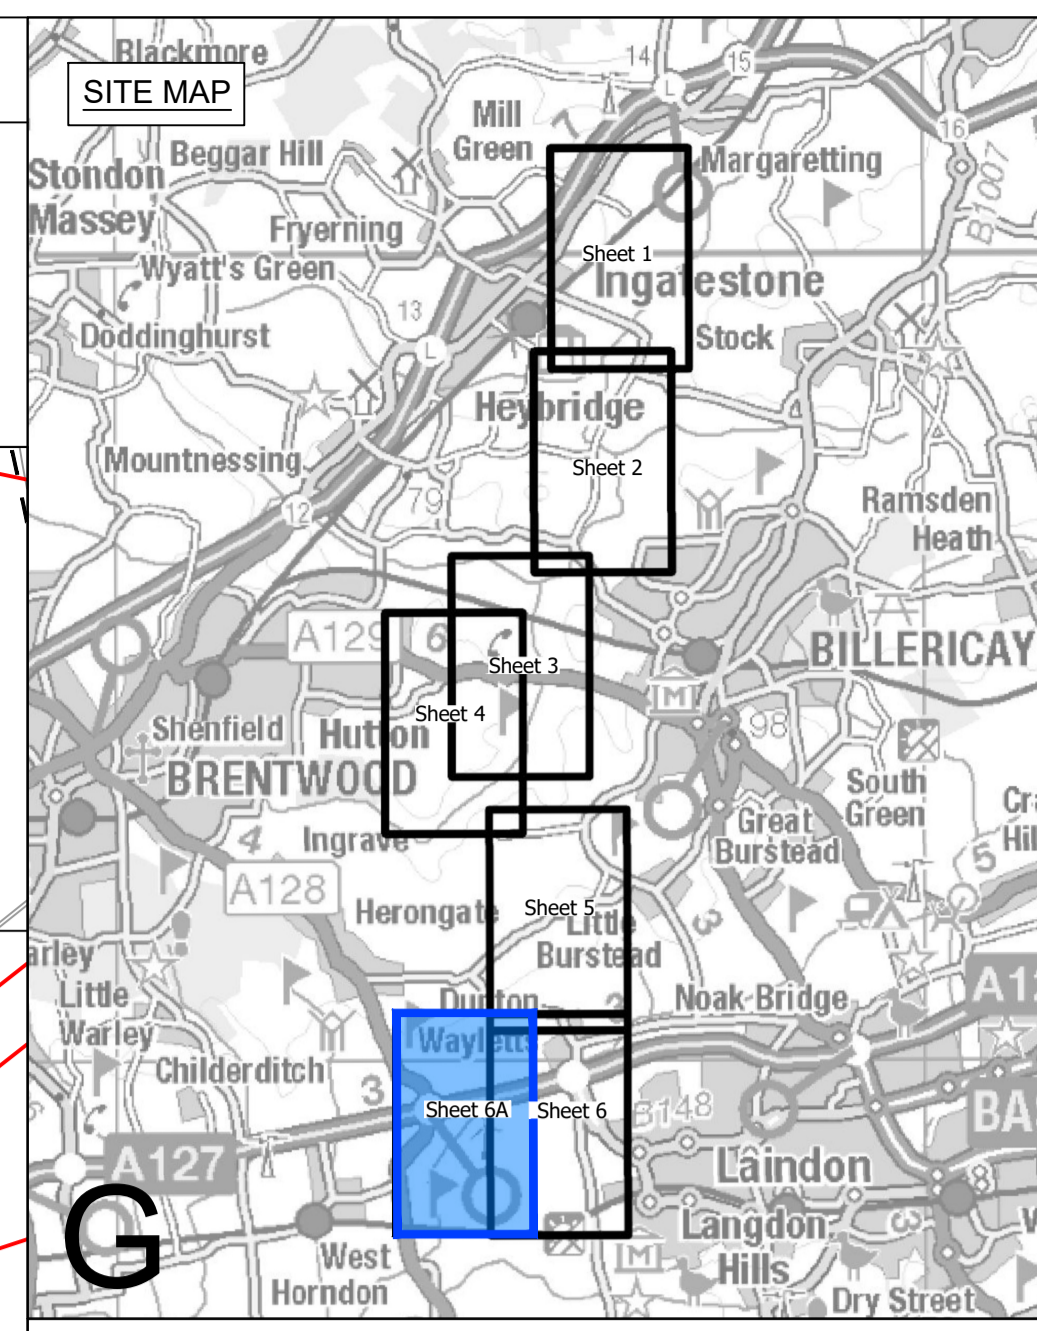 Blackmore
SITE MAP
14
15
L
16
Mill
Green
Beggar Hill
Margaretting
Stondon
Massey
B1007
Fryerning
Sheet 1
Wyatt's Green
Ingatestone
13
Doddinghurst
L
Stock
Heybridge
Mountnessing
Sheet 2
79
12
Ramsden
Heath
A129
6
BILLERICAY
Sheet 3
M
Sheet 4
Shenfield
Hutton
98
BRENTWOOD
South
Green
Great
Burstead
4
Ingrave
5
A128
Herongate
Sheet 5
Little
Burstead
3
arley
Little
Warley
Dunton
Wayletts
Noak Bridge
Childerditch
3
Sheet 6A
Sheet 6
B148
L
A127
Laindon
8
G
West
Horndon
Langdon
Hills
M
3
Dry Street